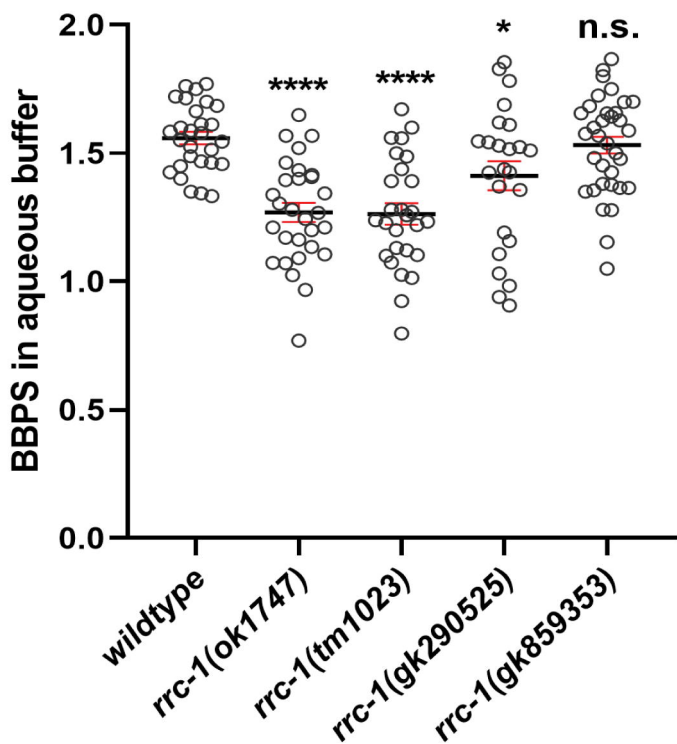 BBPS in aqueous buffer
2.0
1.5
1.0
0.5
0.0
****
****
*
n.s.
wildtype
rrc-1(ok1747)
rrc-1(tm1023)
rrc-1(gk290525)
rrc-1(gk859353)